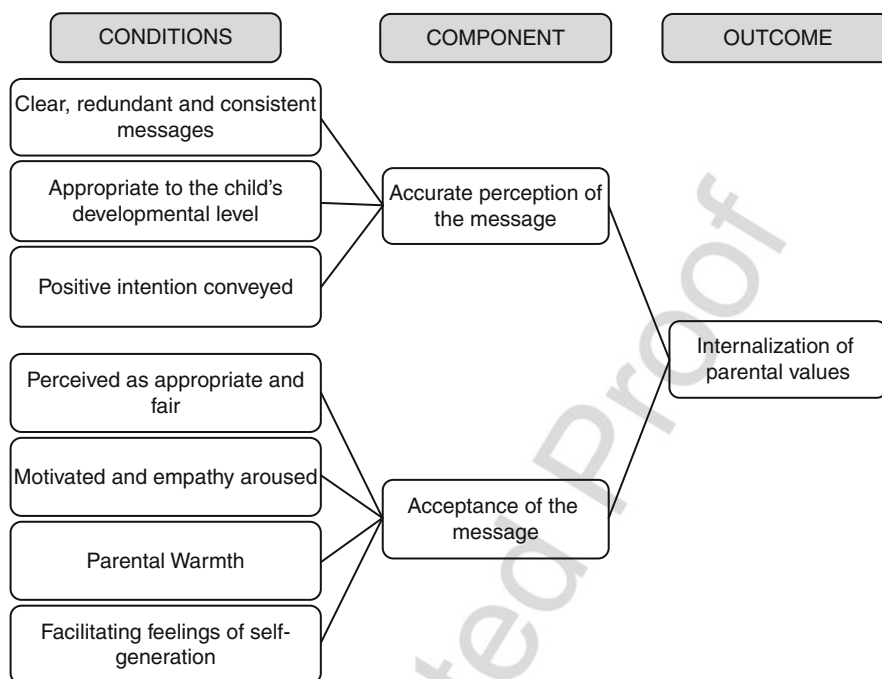 CONDITIONS
COMPONENT
OUTCOME
Clear, redundant and consistent
messages
Appropriate to the child's
developmental level
Positive intention conveyed
Accurate perception of
the message
Internalization of
parental values
Perceived as appropriate and
fair
Motivated and empathy aroused
Parental Warmth
Facilitating feelings of self-
generation
Acceptance of the
message
ted Proof